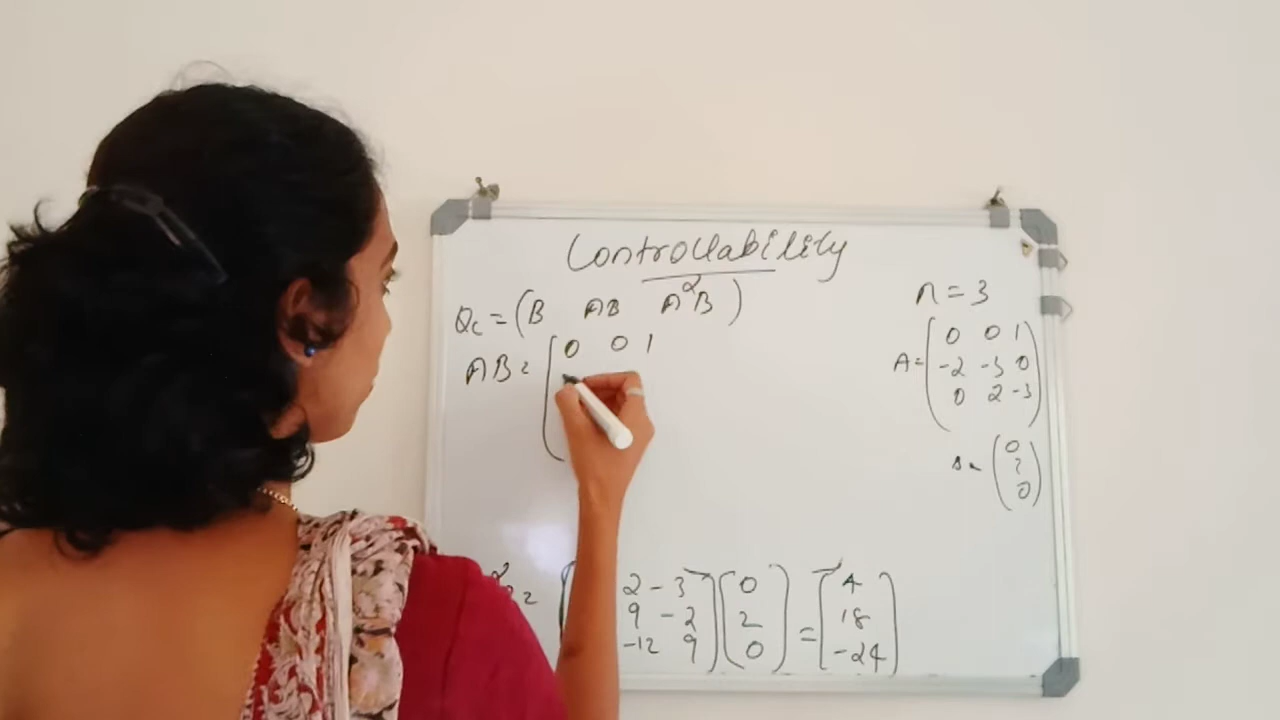 Controllability
Qc = (B AB A²B)
n = 3
AB = [0 0 1
A = (0 0 1
-2 -3 0
0 2 -3)
(0
2
0)
2 -3 ] [0 ] = [4
9 -2 2 18
-12 9 0 -24]